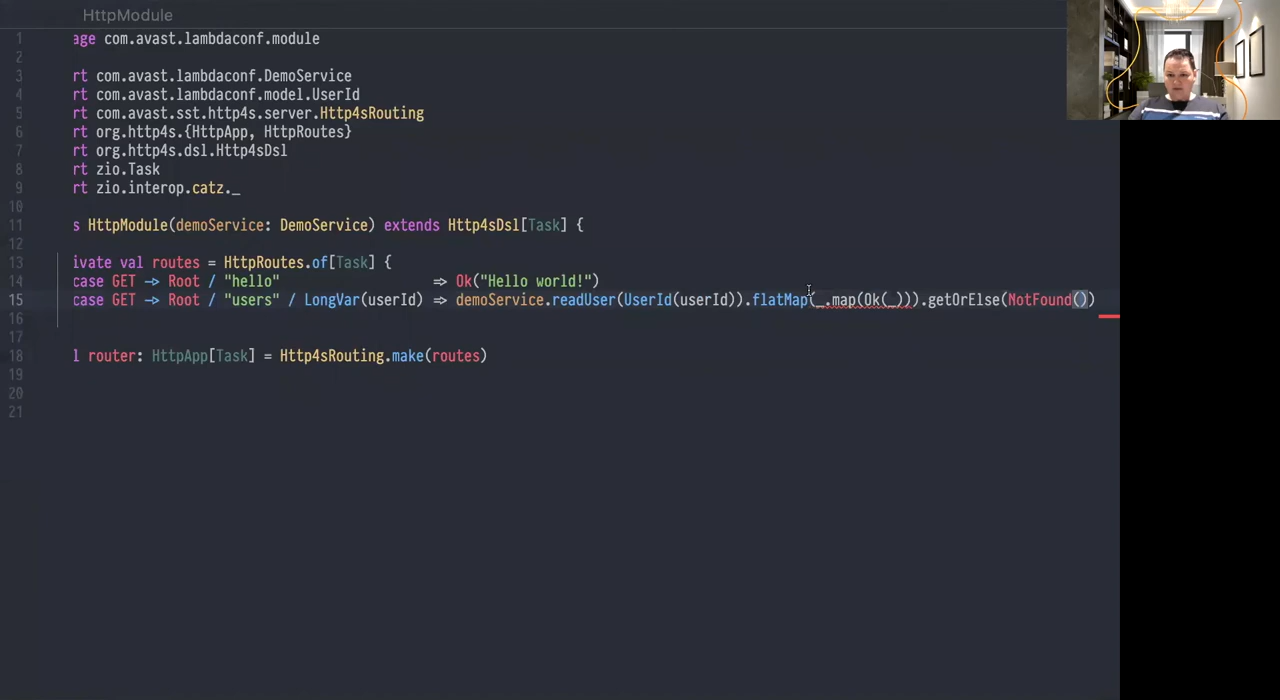 HttpModule
1 age com.avast.lambdaconf.module
2
3 rt com.avast.lambdaconf.DemoService
4 rt com.avast.lambdaconf.model.UserId
5 rt com.avast.sst.http4s.server.Http4sRouting
6 rt org.http4s.{HttpApp, HttpRoutes}
7 rt org.http4s.dsl.Http4sDsl
8 rt zio.Task
9 rt zio.interop.catz._
10
11 s HttpModule(demoService: DemoService) extends Http4sDsl[Task] {
12
13 ivate val routes = HttpRoutes.of[Task] {
14 case GET → Root / "hello" ⇒ Ok("Hello world!")
15 case GET → Root / "users" / LongVar(userId) ⇒ demoService.readUser(UserId(userId)).flatMap(_.map(Ok(_))).getOrElse(NotFound())
16
17
18 l router: HttpApp[Task] = Http4sRouting.make(routes)
19
20
21